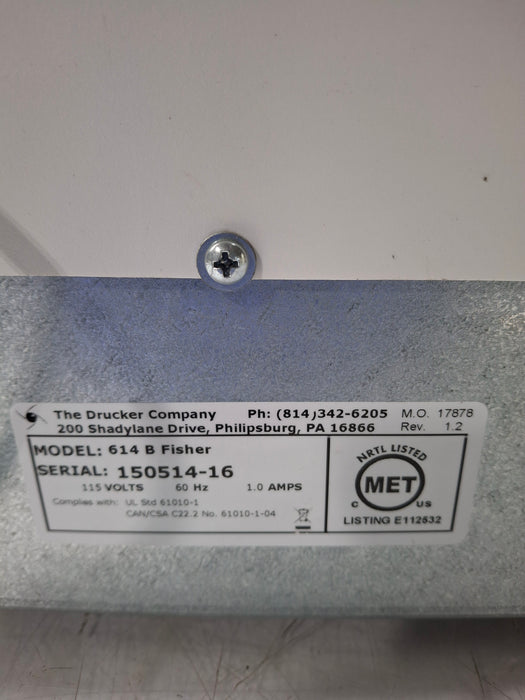 The Drucker Company Ph: (814)342-6205 M.O. 17878
200 Shadylane Drive, Philipsburg, PA 16866 Rev. 1.2
MODEL: 614 B Fisher
SERIAL: 150514-16
115 VOLTS 60 Hz 1.0 AMPS
Complies with: UL Std 61010-1
CAN/CSA C22.2 No. 61010-1-04
NRTL LISTED
MET
C US
LISTING E112532